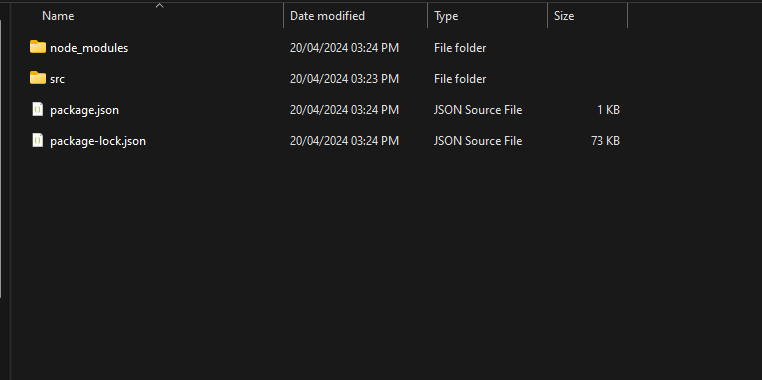 Name Date modified Type Size
node_modules 20/04/2024 03:24 PM File folder
src 20/04/2024 03:23 PM File folder
package.json 20/04/2024 03:24 PM JSON Source File 1 KB
package-lock.json 20/04/2024 03:24 PM JSON Source File 73 KB